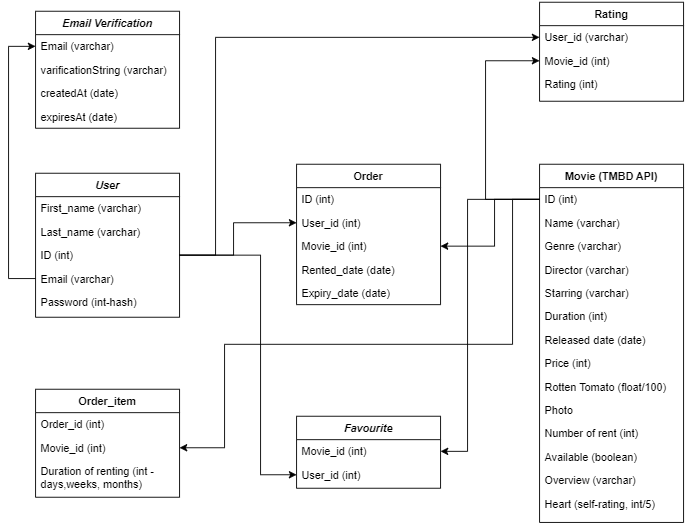 Email Verification
Email (varchar)
varificationString (varchar)
createdAt (date)
expiresAt (date)
Rating
User_id (varchar)
Movie_id (int)
Rating (int)
User
First_name (varchar)
Last_name (varchar)
ID (int)
Email (varchar)
Password (int-hash)
Order
ID (int)
User_id (int)
Movie_id (int)
Rented_date (date)
Expiry_date (date)
Movie (TMBD API)
ID (int)
Name (varchar)
Genre (varchar)
Director (varchar)
Starring (varchar)
Duration (int)
Released date (date)
Price (int)
Rotten Tomato (float/100)
Photo
Number of rent (int)
Available (boolean)
Overview (varchar)
Heart (self-rating, int/5)
Order_item
Order_id (int)
Movie_id (int)
Duration of renting (int -
days,weeks, months)
Favourite
Movie_id (int)
User_id (int)